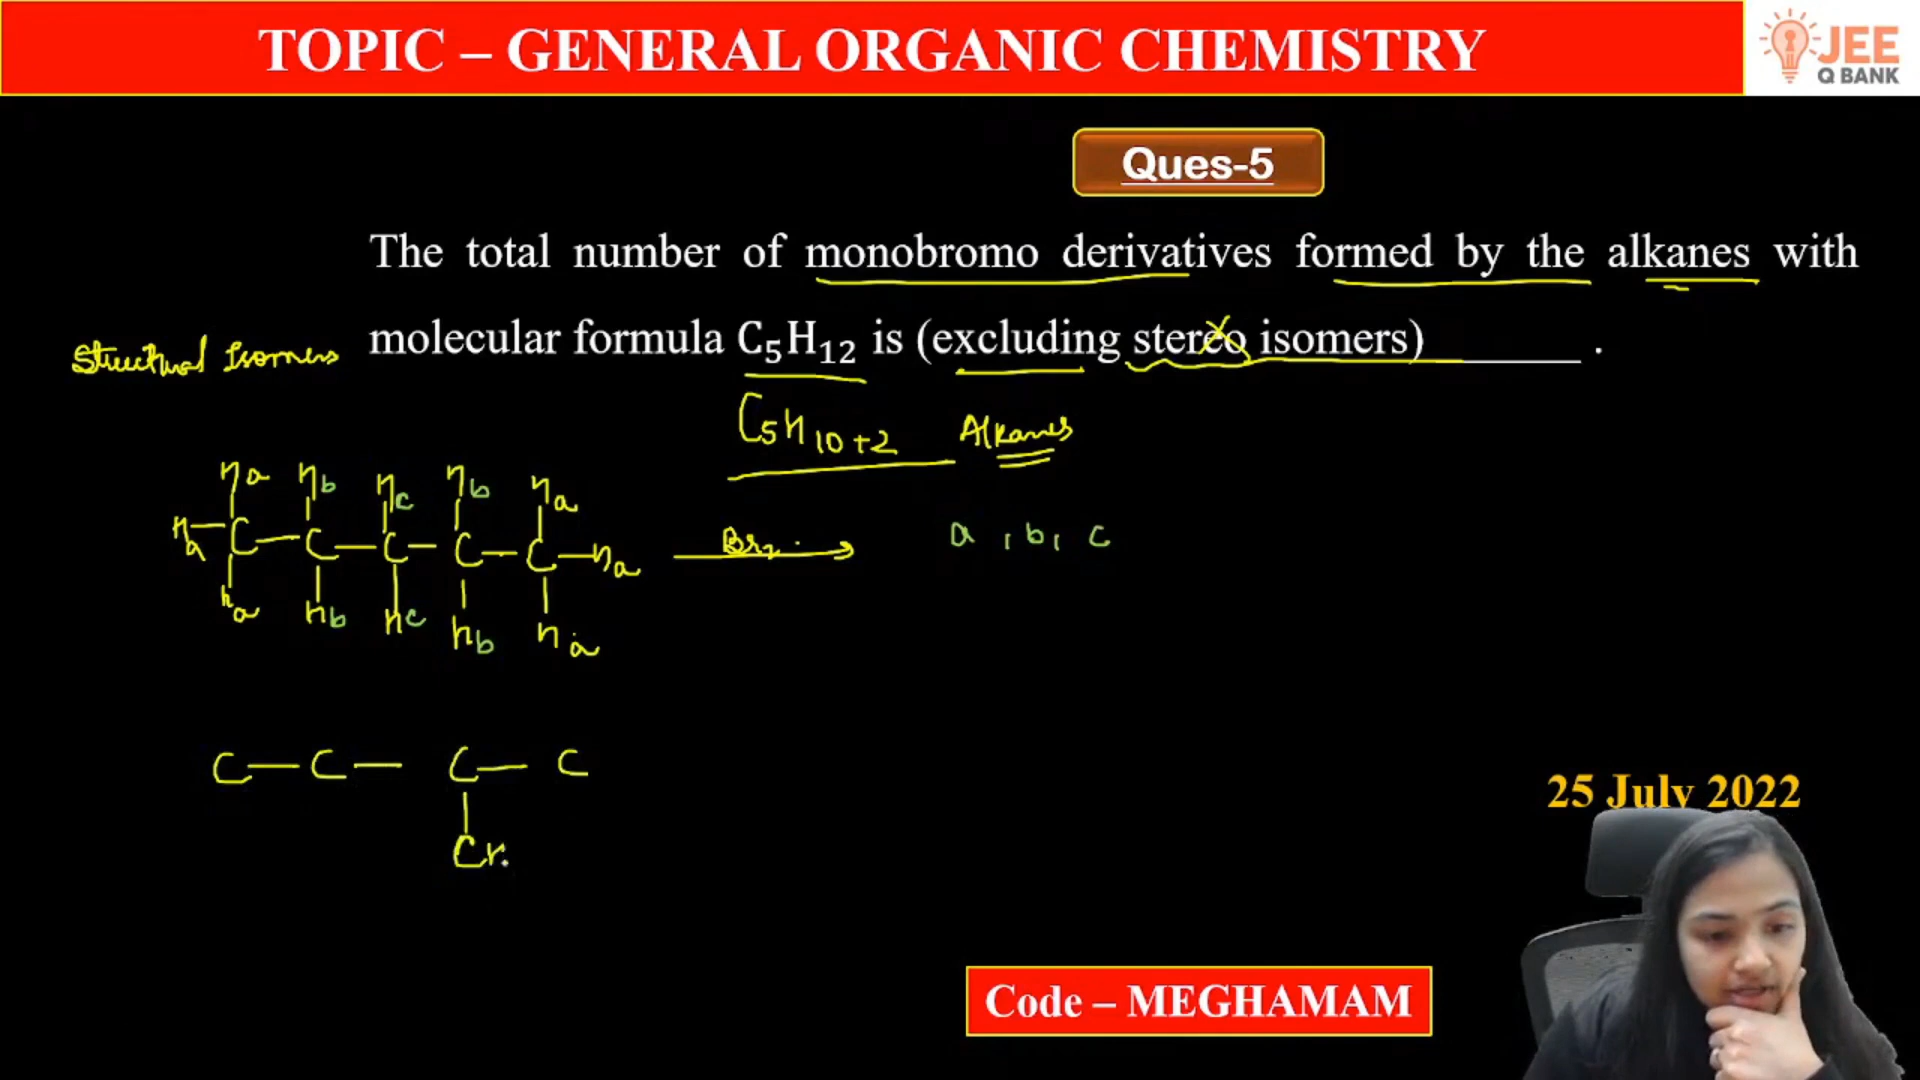 TOPIC – GENERAL ORGANIC CHEMISTRY
JEE
Q BANK
Ques-5
The total number of monobromo derivatives formed by the alkanes with
molecular formula C₅H₁₂ is (excluding stereo isomers) ______ .
Structural Isomers
C₅H₁₀₊₂ Alkanes
Ha Hb Hc Hb Ha
Ha – C – C – C – C – C – Ha
Ha Hb Hc Hb Ha
Br₂
a , b , c
C – C – C – C
25 July 2022
Code – MEGHAMAM